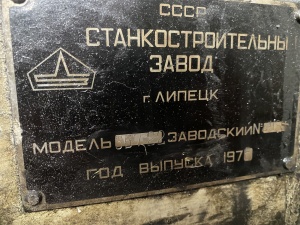 СССР
СТАНКОСТРОИТЕЛЬНЫ
ЗАВОД
г. ЛИПЕЦК
МОДЕЛЬ ЗАВОДСКИЙ №
ГОД ВЫПУСКА 197